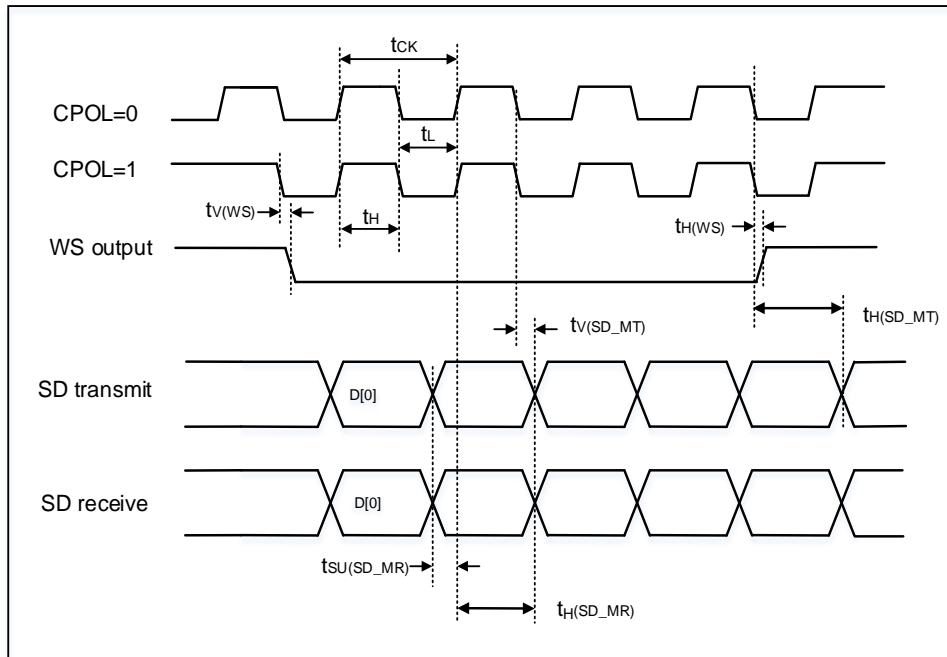 tCK
CPOL=0
tL
CPOL=1
tV(WS)
tH
tH(WS)
WS output
tV(SD_MT)
tH(SD_MT)
SD transmit
D[0]
SD receive
D[0]
tSU(SD_MR)
tH(SD_MR)